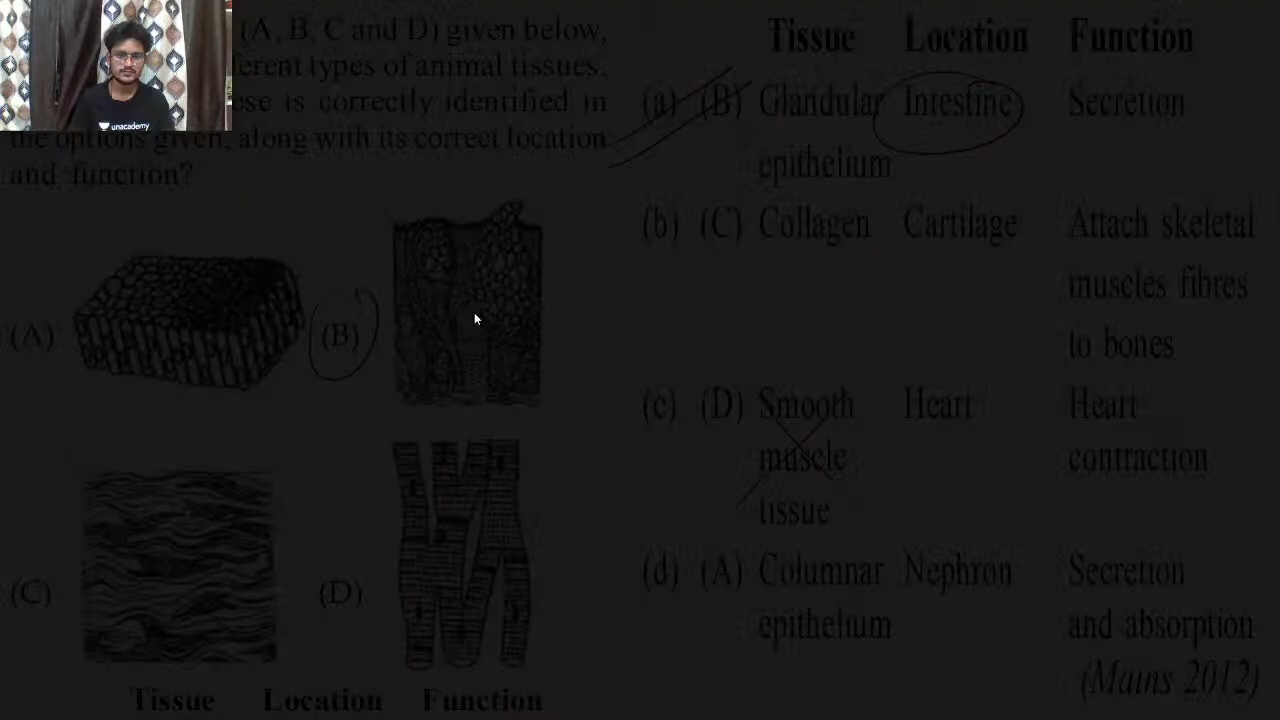 (A, B, C and D) given below,
erent types of animal tissues.
ese is correctly identified in
the options given, along with its correct location
and function?
(A)
(B)
(C)
(D)
Tissue Location Function
Tissue Location Function
(a) (B) Glandular Intestine Secretion
epithelium
(b) (C) Collagen Cartilage Attach skeletal
muscles fibres
to bones
(c) (D) Smooth Heart Heart
muscle contraction
tissue
(d) (A) Columnar Nephron Secretion
epithelium and absorption
(Mains 2012)
unacademy